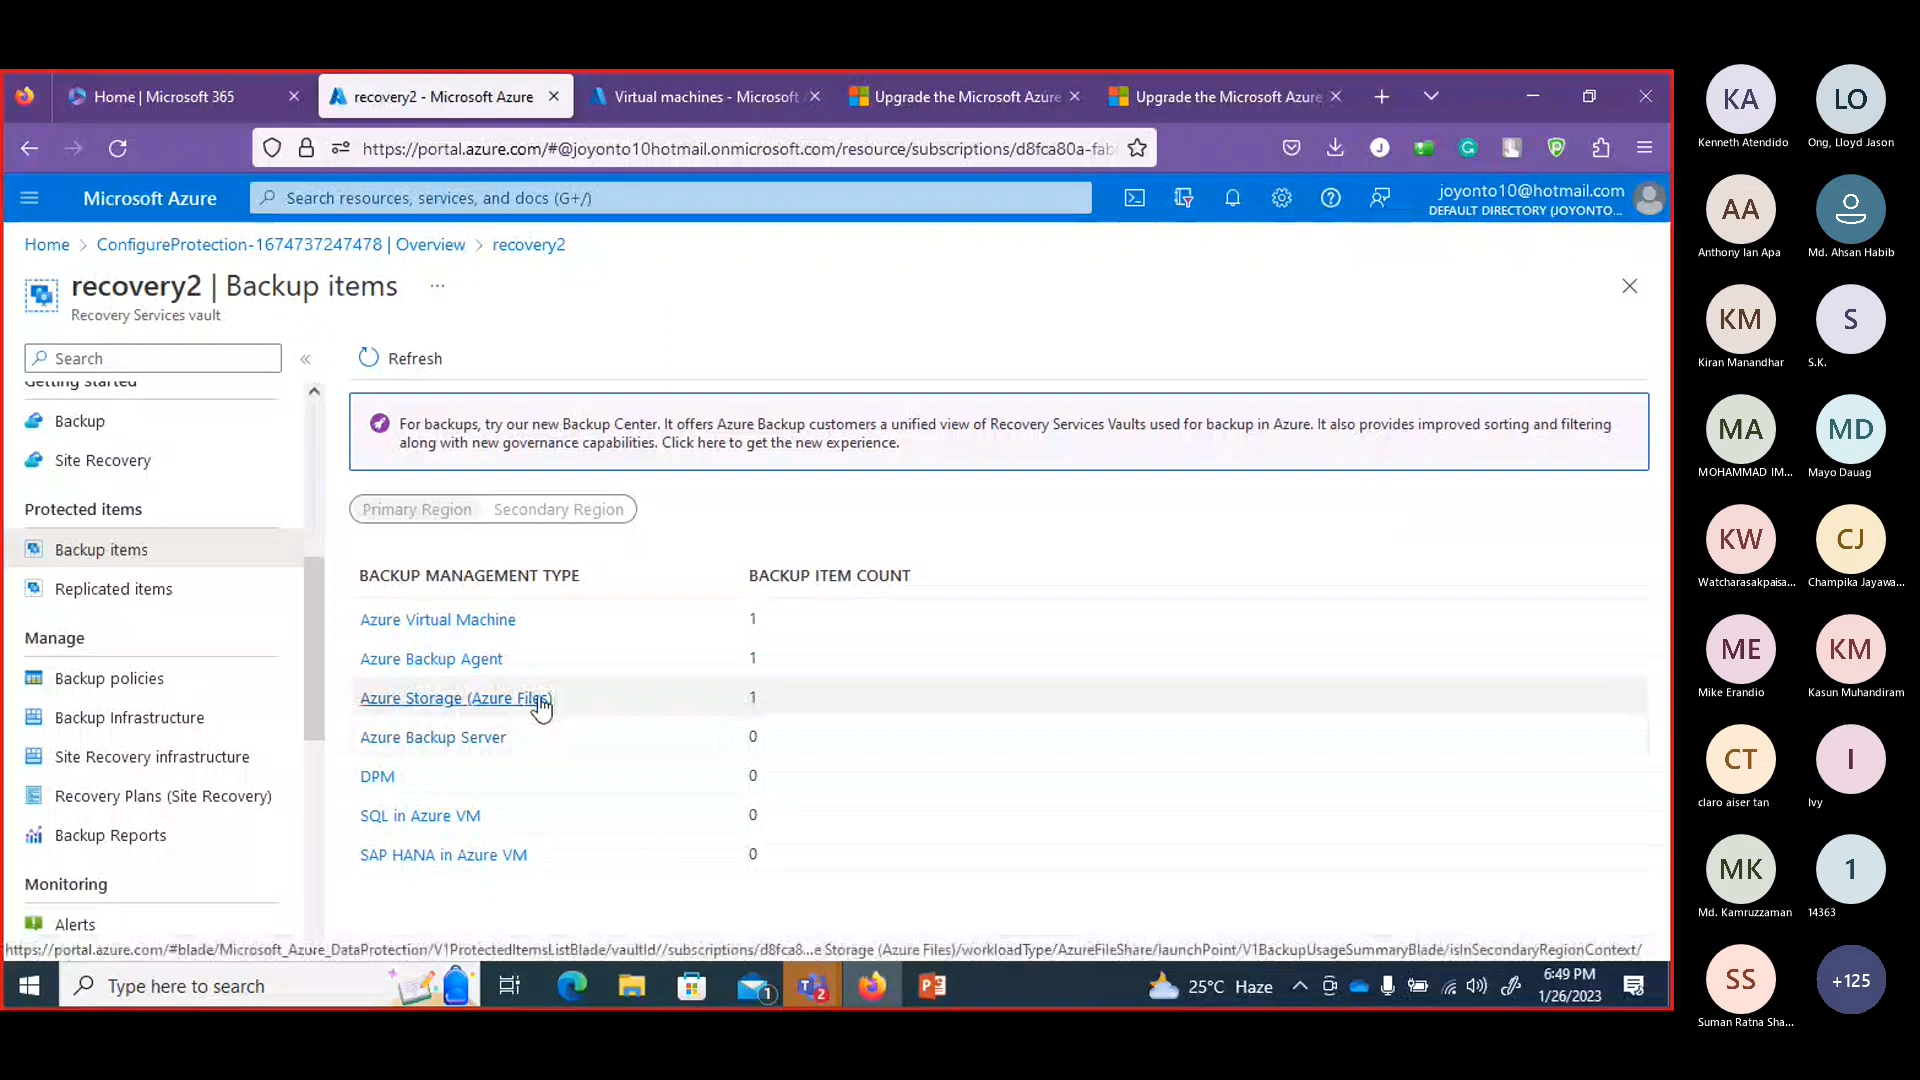 Home | Microsoft 365
recovery2 - Microsoft Azure
Virtual machines - Microsoft
Upgrade the Microsoft Azure
Upgrade the Microsoft Azure
https://portal.azure.com/#@joyonto10hotmail.onmicrosoft.com/resource/subscriptions/d8fca80a-fab
Microsoft Azure
Search resources, services, and docs (G+/)
joyonto10@hotmail.com
DEFAULT DIRECTORY (JOYONTO...
Home > ConfigureProtection-1674737247478 | Overview > recovery2
recovery2 | Backup items ...
Recovery Services vault
Search
Refresh
Getting started
Backup
Site Recovery
Protected items
Backup items
Replicated items
Manage
Backup policies
Backup Infrastructure
Site Recovery infrastructure
Recovery Plans (Site Recovery)
Backup Reports
Monitoring
Alerts
For backups, try our new Backup Center. It offers Azure Backup customers a unified view of Recovery Services Vaults used for backup in Azure. It also provides improved sorting and filtering
along with new governance capabilities. Click here to get the new experience.
Primary Region Secondary Region
BACKUP MANAGEMENT TYPE BACKUP ITEM COUNT
Azure Virtual Machine 1
Azure Backup Agent 1
Azure Storage (Azure Files) 1
Azure Backup Server 0
DPM 0
SQL in Azure VM 0
SAP HANA in Azure VM 0
https://portal.azure.com/#blade/Microsoft_Azure_DataProtection/V1ProtectedItemsListBlade/vaultId//subscriptions/d8fca8...e Storage (Azure Files)/workloadType/AzureFileShare/launchPoint/V1BackupUsageSummaryBlade/isInSecondaryRegionContext/
Type here to search
1
2
25°C Haze
6:49 PM
1/26/2023
KA LO
Kenneth Atendido Ong, Lloyd Jason
AA
Anthony Ian Apa Md. Ahsan Habib
KM S
Kiran Manandhar S.K.
MA MD
MOHAMMAD IM... Mayo Dauag
KW CJ
Watcharasakpaisa... Champika Jayawa...
ME KM
Mike Erandio Kasun Muhandiram
CT I
claro aiser tan Ivy
MK 1
Md. Kamruzzaman 14363
SS +125
Suman Ratna Sha...